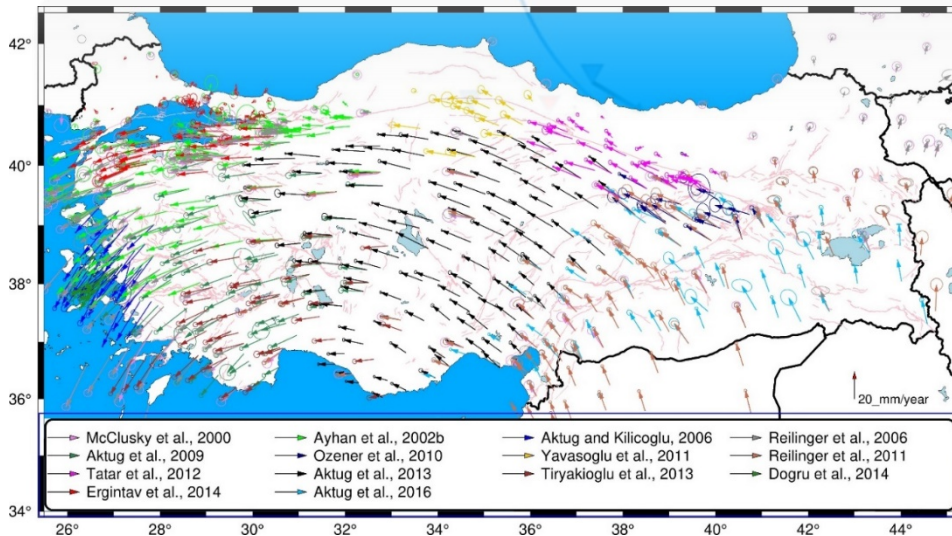 42°
40°
38°
36°
34°
20_mm/year
McClusky et al., 2000
Ayhan et al., 2002b
Aktug and Kilicoglu, 2006
Reilinger et al., 2006
Aktug et al., 2009
Ozener et al., 2010
Yavasoglu et al., 2011
Reilinger et al., 2011
Tatar et al., 2012
Aktug et al., 2013
Tiryakioglu et al., 2013
Dogru et al., 2014
Ergintav et al., 2014
Aktug et al., 2016
26° 28° 30° 32° 34° 36° 38° 40° 42° 44°